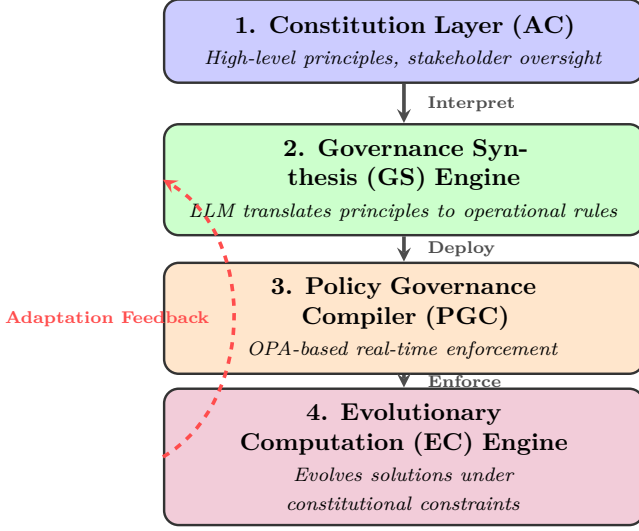 1. Constitution Layer (AC)
High-level principles, stakeholder oversight
Interpret
2. Governance Syn-
thesis (GS) Engine
LLM translates principles to operational rules
Deploy
3. Policy Governance
Compiler (PGC)
Adaptation Feedback
OPA-based real-time enforcement
Enforce
4. Evolutionary
Computation (EC) Engine
Evolves solutions under
constitutional constraints